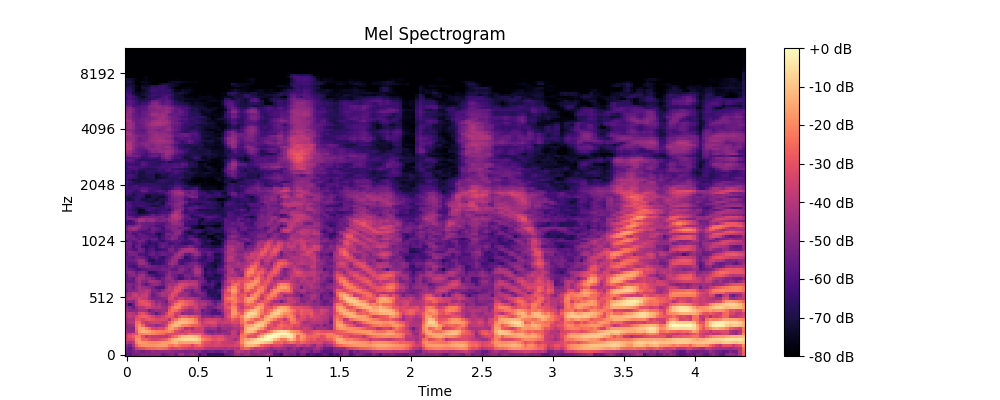 Mel Spectrogram
8192
4096
2048
1024
512
0
Hz
0
0.5
1
1.5
2
2.5
3
3.5
4
Time
+0 dB
-10 dB
-20 dB
-30 dB
-40 dB
-50 dB
-60 dB
-70 dB
-80 dB